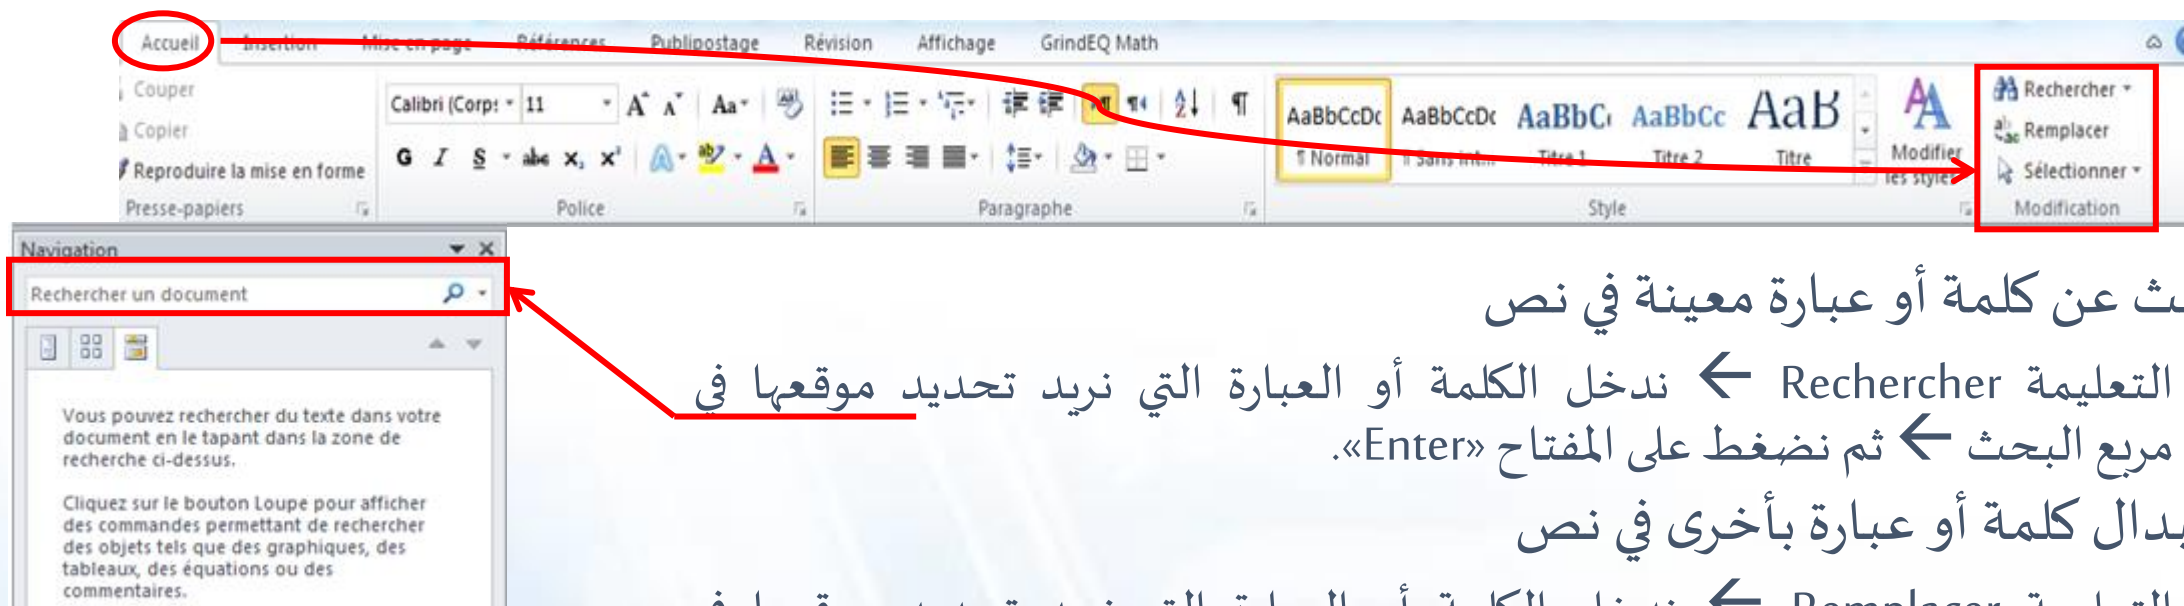 Accueil Insertion Mise en page Références Publipostage Révision Affichage GrindEQ Math
Couper
Copier
Reproduire la mise en forme
Presse-papiers
Calibri (Corp: 11
Police
Paragraphe
AaBbCcDc AaBbCcDc AaBbC AaBbCc AaB
¶ Normal ¶ Sans int... Titre 1 Titre 2 Titre
Modifier
les styles
Style
Rechercher
Remplacer
Sélectionner
Modification
Navigation
Rechercher un document
Vous pouvez rechercher du texte dans votre
document en le tapant dans la zone de
recherche ci-dessus.
Cliquez sur le bouton Loupe pour afficher
des commandes permettant de rechercher
des objets tels que des graphiques, des
tableaux, des équations ou des
commentaires.
عن كلمة أو عبارة معينة في نص
التعليمة Rechercher ← ندخل الكلمة أو العبارة التي نريد تحديد موقعها في
مربع البحث ← ثم نضغط على المفتاح «Enter».
كلمة أو عبارة بأخرى في نص